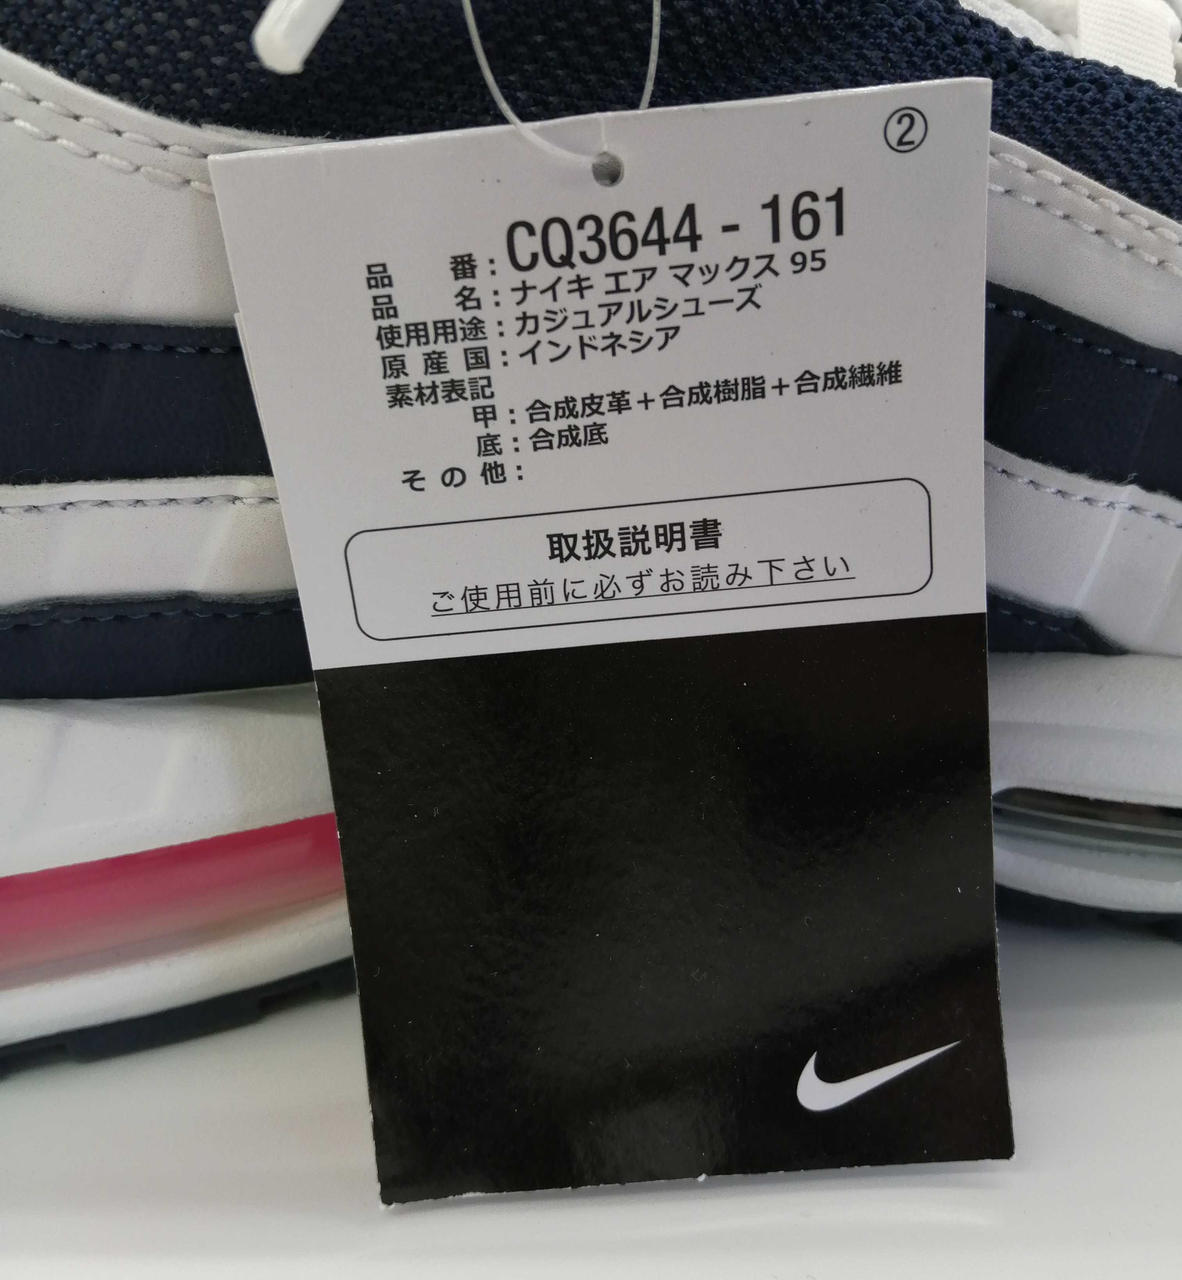 ②
品番：CQ3644 - 161
品名：ナイキ エア マックス 95
使用用途：カジュアルシューズ
原産国：インドネシア
素材表記
甲：合成皮革＋合成樹脂＋合成繊維
底：合成底
その他：
取扱説明書
ご使用前に必ずお読み下さい